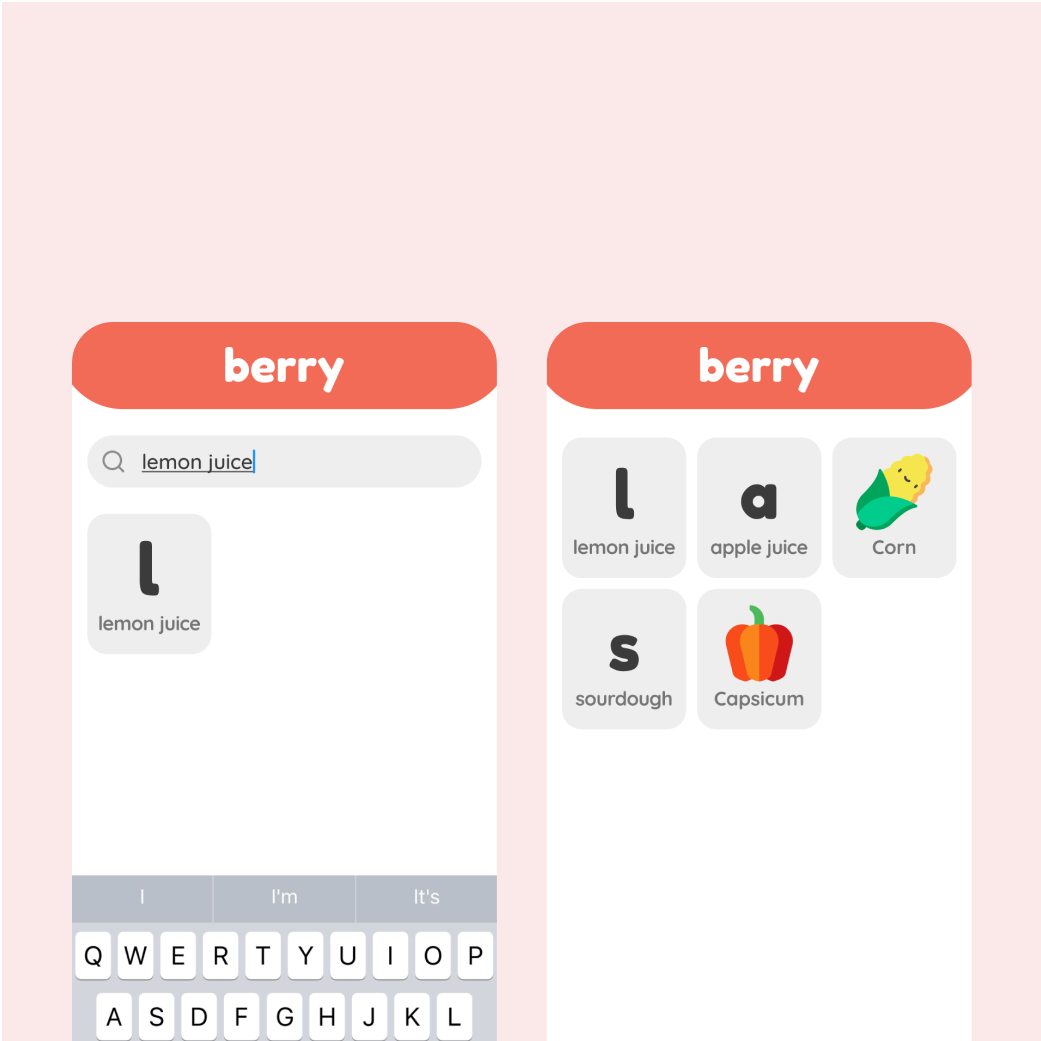 berry
lemon juice
l
lemon juice
I
I'm
It's
Q W E R T Y U I O P
A S D F G H J K L
berry
l
a
lemon juice
apple juice
Corn
s
sourdough
Capsicum